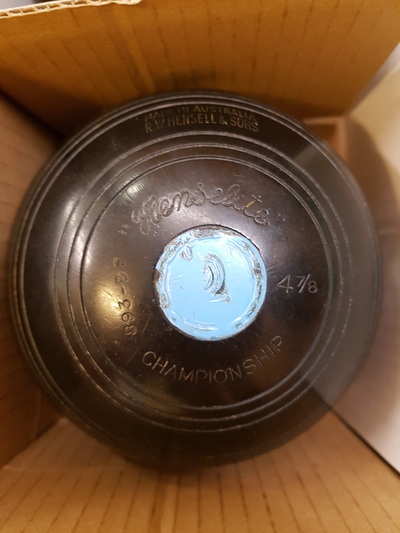 MADE IN AUSTRALIA
R.W HENSELL & SONS
"Henselite"
4⅞
CHAMPIONSHIP